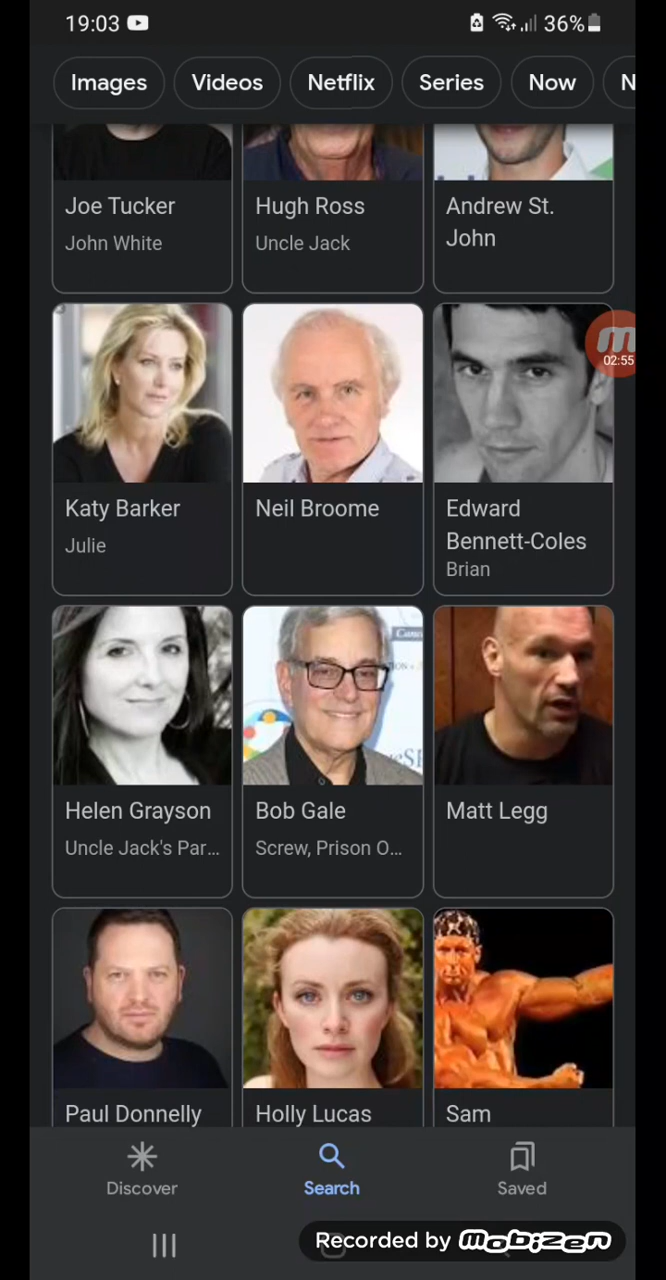 19:03 36%
Images Videos Netflix Series Now N
Joe Tucker
John White
Hugh Ross
Uncle Jack
Andrew St.
John
02:55
Katy Barker
Julie
Neil Broome
Edward
Bennett-Coles
Brian
Helen Grayson
Uncle Jack's Par...
Bob Gale
Screw, Prison O...
Matt Legg
Paul Donnelly
Holly Lucas
Sam
Discover Search Saved
Recorded by mobizen